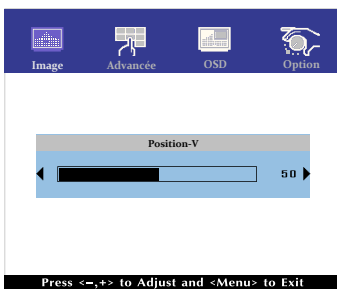 Image Advancée OSD Option
Position-V
50
Press <–,+> to Adjust and <Menu> to Exit